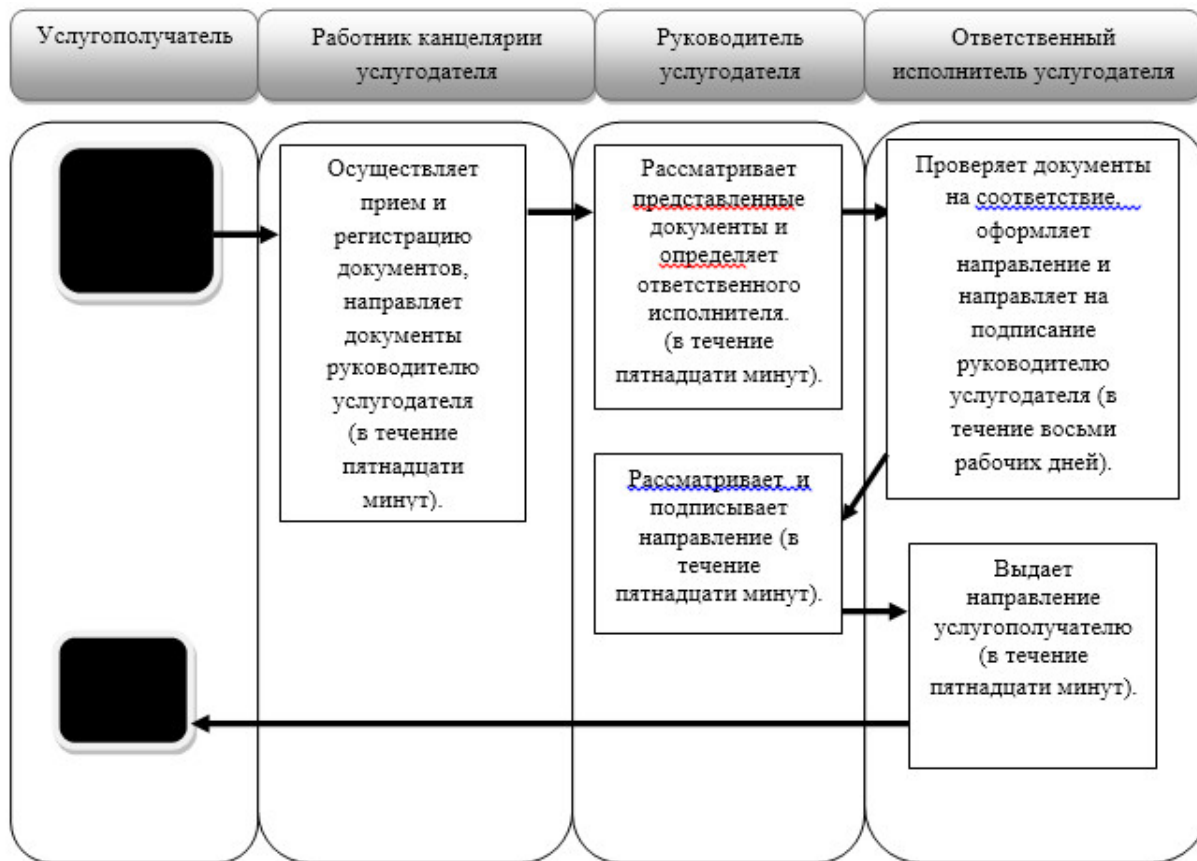 Услугополучатель
Работник канцелярии
услугодателя
Руководитель
услугодателя
Ответственный
исполнитель услугодателя
Осуществляет
прием и
регистрацию
документов,
направляет
документы
руководителю
услугодателя
(в течение
пятнадцати
минут).
Рассматривает
представленные
документы и
определяет
ответственного
исполнителя.
(в течение
пятнадцати минут).
Проверяет документы
на соответствие,
оформляет
направление и
направляет на
подписание
руководителю
услугодателя (в
течение восьми
рабочих дней).
Рассматривает и
подписывает
направление (в
течение
пятнадцати минут).
Выдает
направление
услугополучателю
(в течение
пятнадцати минут).